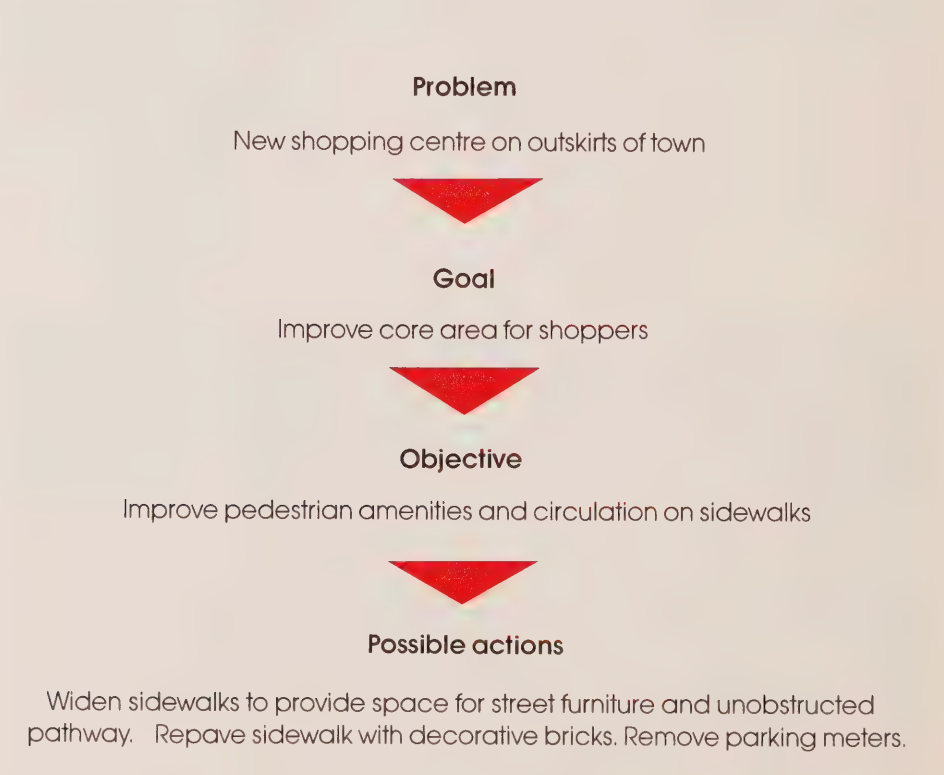 Problem
New shopping centre on outskirts of town
Goal
Improve core area for shoppers
Objective
Improve pedestrian amenities and circulation on sidewalks
Possible actions
Widen sidewalks to provide space for street furniture and unobstructed
pathway. Repave sidewalk with decorative bricks. Remove parking meters.